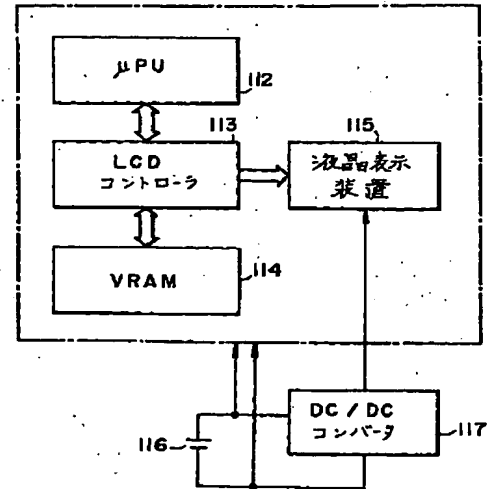 μPU
112
113
LCD
コントローラ
115
液晶表示
装置
VRAM
114
116
DC / DC
コンバータ
117